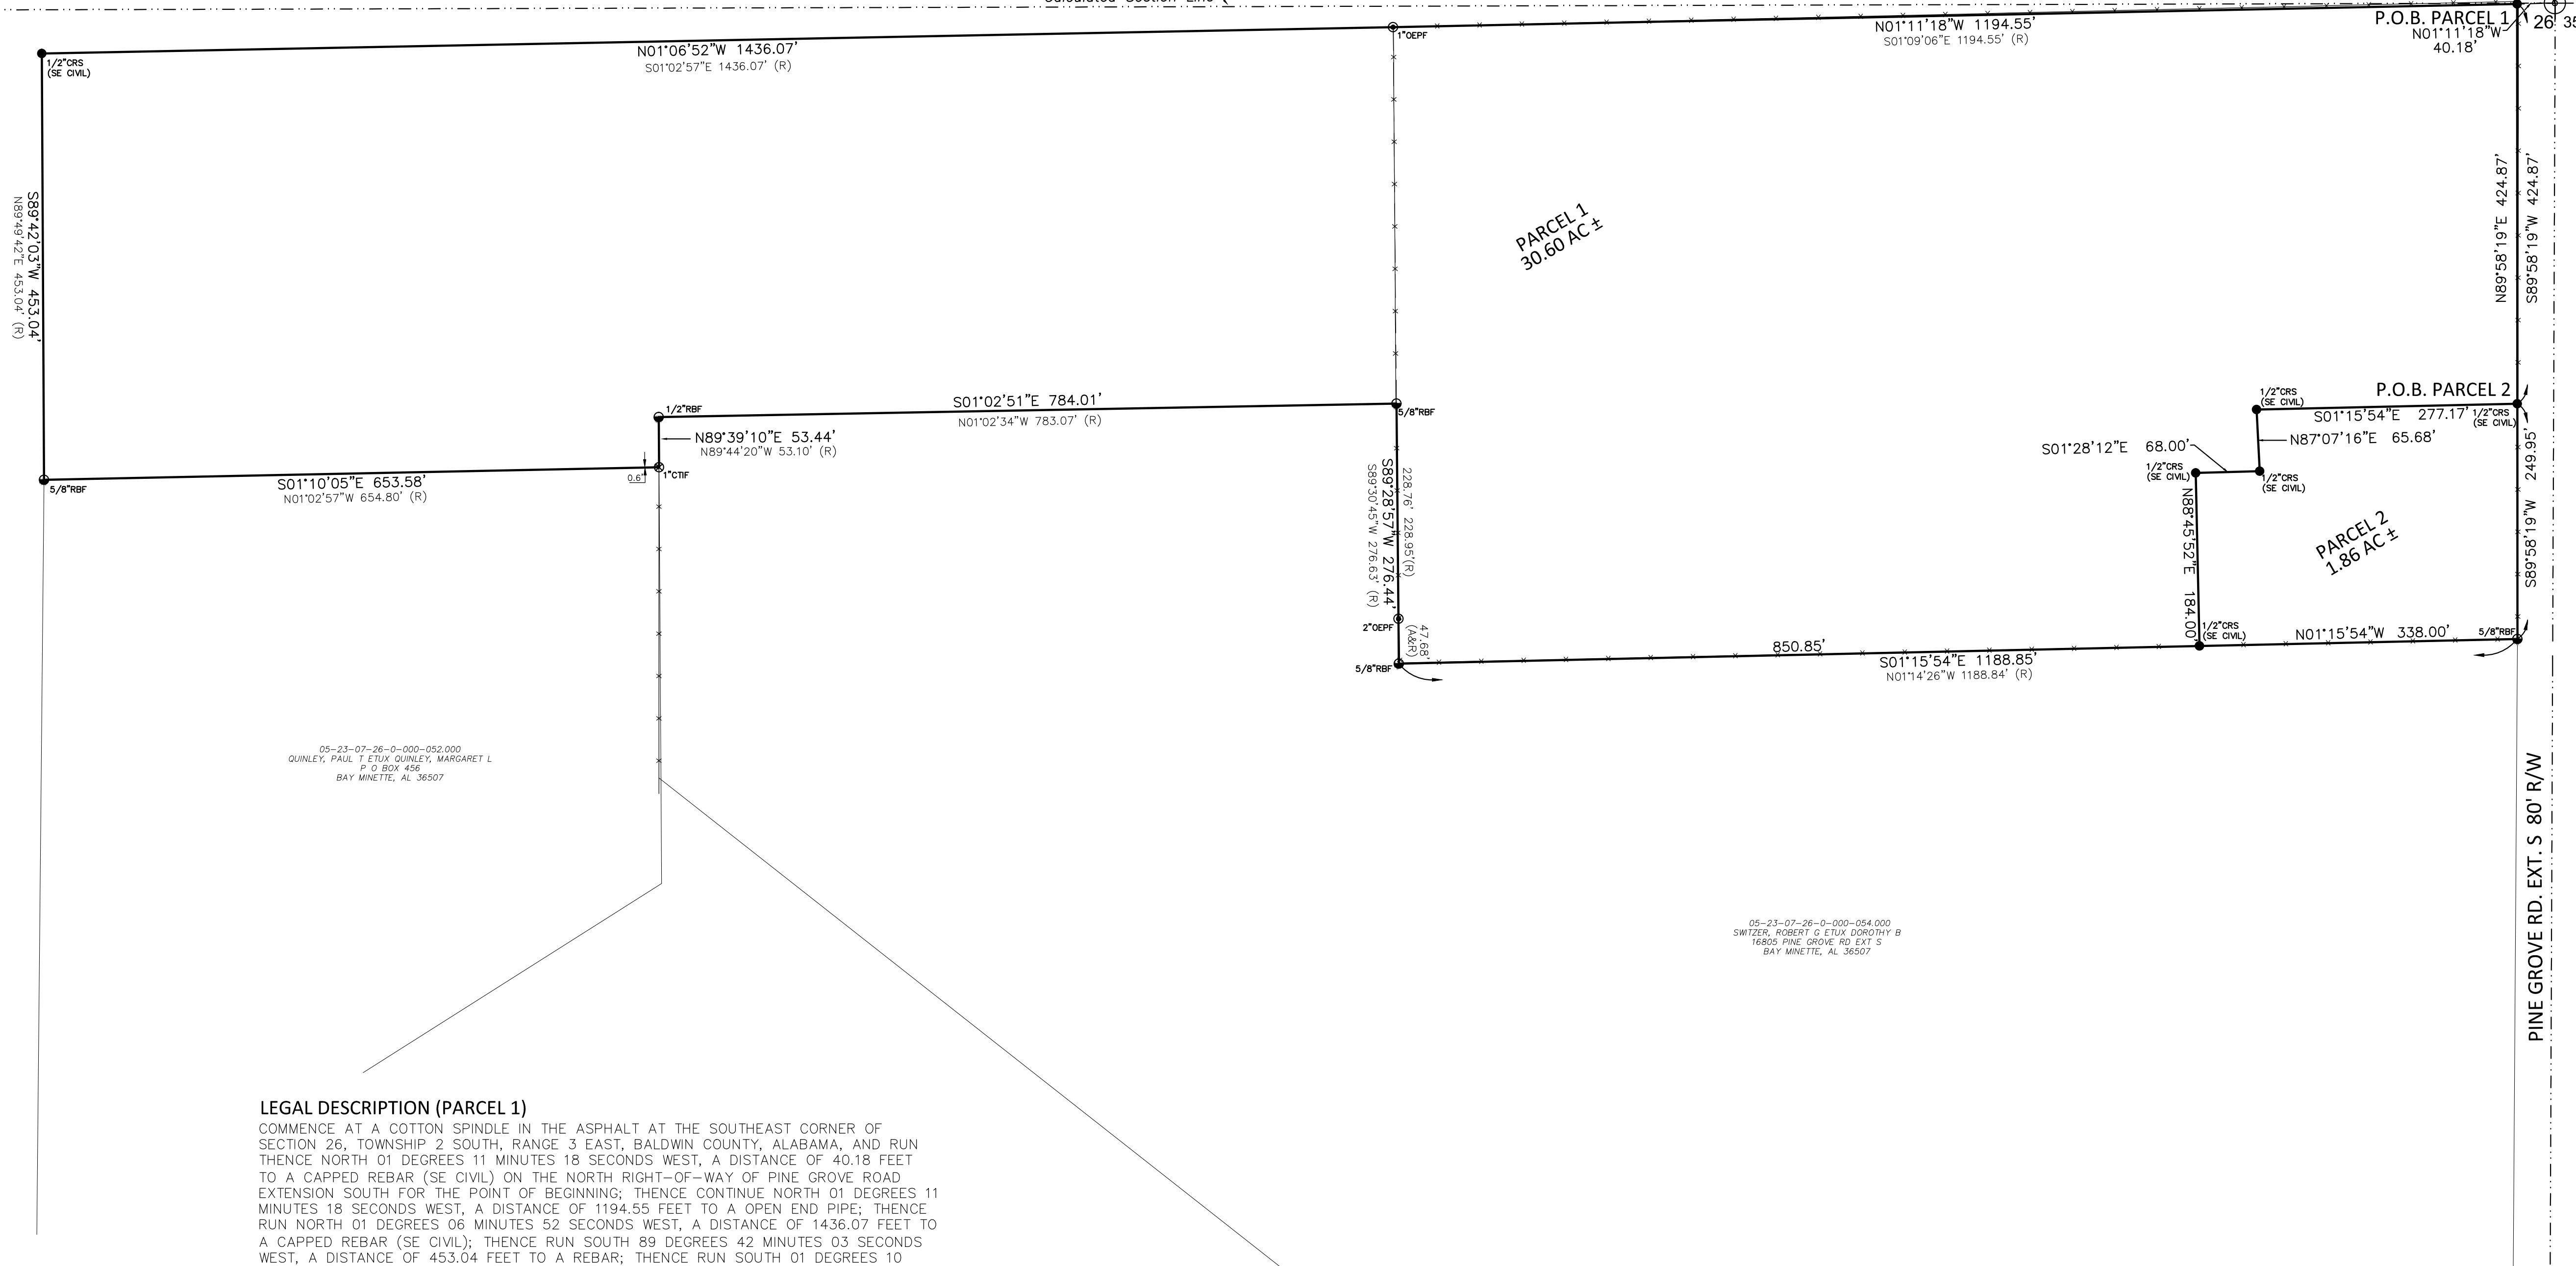 P.O.B. PARCEL 1
N01°11'18"W
40.18'
26
N01°06'52"W 1436.07'
S01°02'57"E 1436.07' (R)
1"OEPF
N01°11'18"W 1194.55'
S01°09'06"E 1194.55' (R)
1/2"CRS
(SE CIVIL)
S89°42'03"W 453.04'
N89°49'42"E 453.04' (R)
PARCEL 1
30.60 AC ±
N89°58'19"E 424.87'
S89°58'19"W 424.87'
1/2"RBF
S01°02'51"E 784.01'
N01°02'34"W 783.07' (R)
5/8"RBF
N89°39'10"E 53.44'
N89°44'20"W 53.10' (R)
0.6'
1"CTIF
5/8"RBF
S01°10'05"E 653.58'
N01°02'57"W 654.80' (R)
P.O.B. PARCEL 2
1/2"CRS
(SE CIVIL)
S01°15'54"E 277.17'
1/2"CRS
(SE CIVIL)
N87°07'16"E 65.68'
S01°28'12"E 68.00'
1/2"CRS
(SE CIVIL)
1/2"CRS
(SE CIVIL)
N88°45'52"E 184.00'
PARCEL 2
1.86 AC ±
S89°58'19"W 249.95'
228.76' 228.95'(R)
S89°28'57"W 276.44'
S89°30'45"W 276.63' (R)
2"OEPF
47.68'
(A&R)
5/8"RBF
850.85'
S01°15'54"E 1188.85'
N01°14'26"W 1188.84' (R)
1/2"CRS
(SE CIVIL)
N01°15'54"W 338.00'
5/8"RBF
05-23-07-26-0-000-052.000
QUINLEY, PAUL T ETUX QUINLEY, MARGARET L
P O BOX 456
BAY MINETTE, AL 36507
05-23-07-26-0-000-054.000
SWITZER, ROBERT G ETUX DOROTHY B
16805 PINE GROVE RD EXT S
BAY MINETTE, AL 36507
PINE GROVE RD. EXT. S 80' R/W
LEGAL DESCRIPTION (PARCEL 1)
COMMENCE AT A COTTON SPINDLE IN THE ASPHALT AT THE SOUTHEAST CORNER OF
SECTION 26, TOWNSHIP 2 SOUTH, RANGE 3 EAST, BALDWIN COUNTY, ALABAMA, AND RUN
THENCE NORTH 01 DEGREES 11 MINUTES 18 SECONDS WEST, A DISTANCE OF 40.18 FEET
TO A CAPPED REBAR (SE CIVIL) ON THE NORTH RIGHT-OF-WAY OF PINE GROVE ROAD
EXTENSION SOUTH FOR THE POINT OF BEGINNING; THENCE CONTINUE NORTH 01 DEGREES 11
MINUTES 18 SECONDS WEST, A DISTANCE OF 1194.55 FEET TO A OPEN END PIPE; THENCE
RUN NORTH 01 DEGREES 06 MINUTES 52 SECONDS WEST, A DISTANCE OF 1436.07 FEET TO
A CAPPED REBAR (SE CIVIL); THENCE RUN SOUTH 89 DEGREES 42 MINUTES 03 SECONDS
WEST, A DISTANCE OF 453.04 FEET TO A REBAR; THENCE RUN SOUTH 01 DEGREES 10